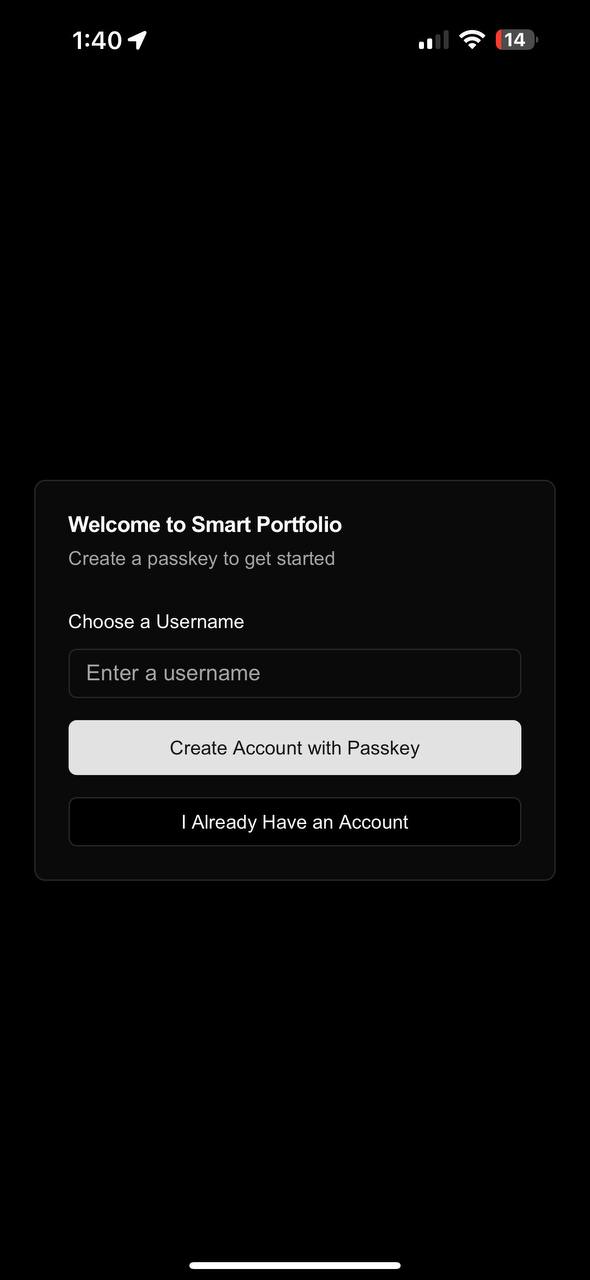 1:40
14
Welcome to Smart Portfolio
Create a passkey to get started
Choose a Username
Enter a username
Create Account with Passkey
I Already Have an Account